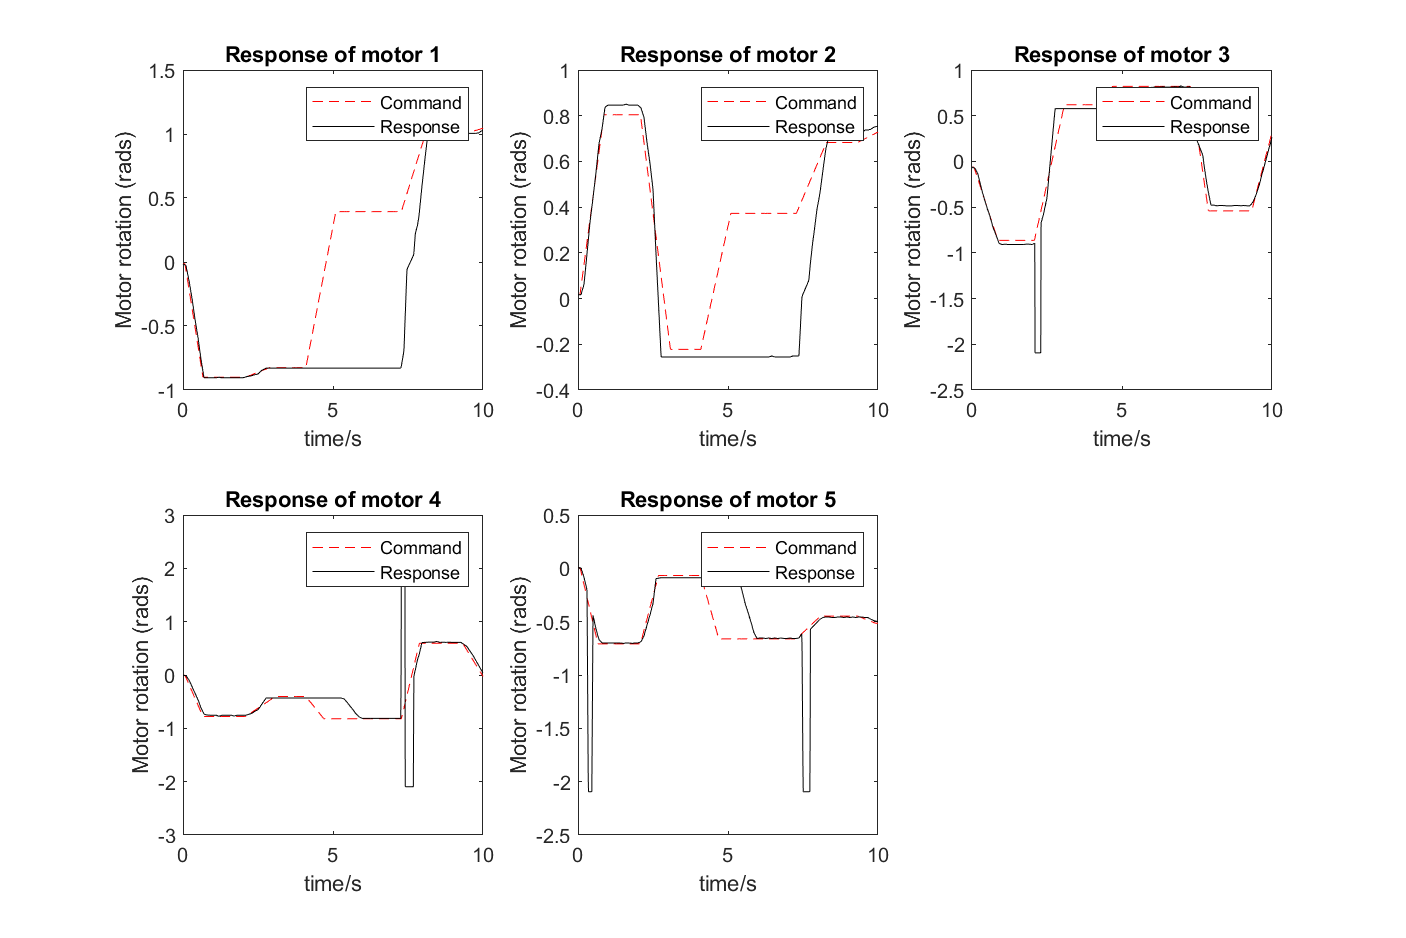 Response of motor 1
1.5
1
0.5
0
-0.5
-1
Motor rotation (rads)
0
5
10
time/s
Command
Response
Response of motor 2
1
0.8
0.6
0.4
0.2
0
-0.2
-0.4
Motor rotation (rads)
0
5
10
time/s
Command
Response
Response of motor 3
1
0.5
0
-0.5
-1
-1.5
-2
-2.5
Motor rotation (rads)
0
5
10
time/s
Command
Response
Response of motor 4
3
2
1
0
-1
-2
-3
Motor rotation (rads)
0
5
10
time/s
Command
Response
Response of motor 5
0.5
0
-0.5
-1
-1.5
-2
-2.5
Motor rotation (rads)
0
5
10
time/s
Command
Response